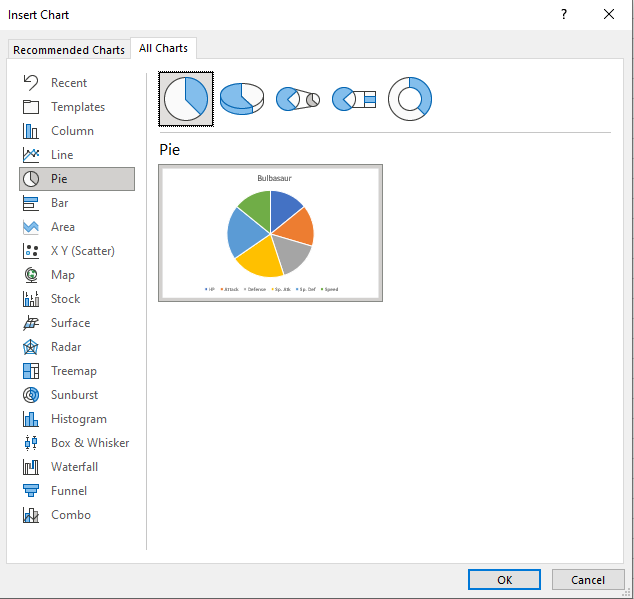 Insert Chart
?
Recommended Charts
All Charts
Recent
Templates
Column
Line
Pie
Bar
Area
X Y (Scatter)
Map
Stock
Surface
Radar
Treemap
Sunburst
Histogram
Box & Whisker
Waterfall
Funnel
Combo
Pie
Bulbasaur
HP Attack Defense Sp. Atk Sp. Def Speed
OK
Cancel